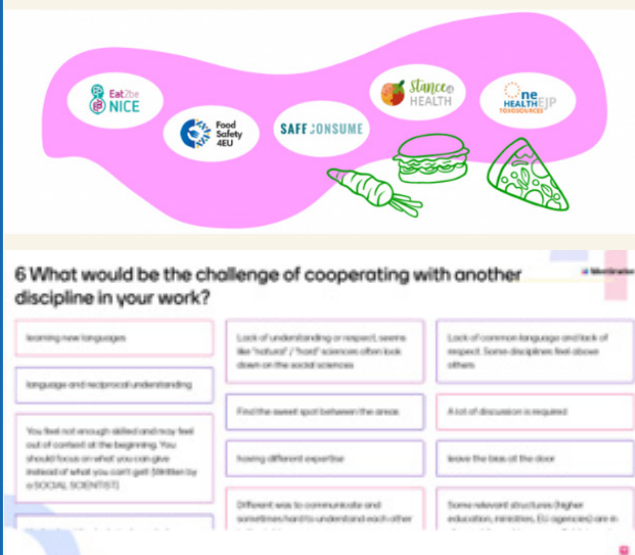 Eat2be
NICE
Food
Safety
4EU
SAFE CONSUME
Stance4
HEALTH
One
HEALTH EJP
TOXOSOURCES
6 What would be the challenge of cooperating with another
discipline in your work?
Mentimeter
learning new languages
language and reciprocal understanding
You feel not enough skilled and may feel
out of context at the beginning. You
should focus on what you can give
instead of what you can't get! (Written by
a SOCIAL SCIENTIST)
Lack of understanding or respect, seems
like "natural" / "hard" sciences often look
down on the social sciences
Find the sweet spot between the areas
having different expertise
Different was to communicate and
sometimes hard to understand each other
Lack of common language and lack of
respect. Some disciplines feel above
others
A lot of discussion is required
leave the bias at the door
Some relevant structures (higher
education, ministries, EU agencies) are in